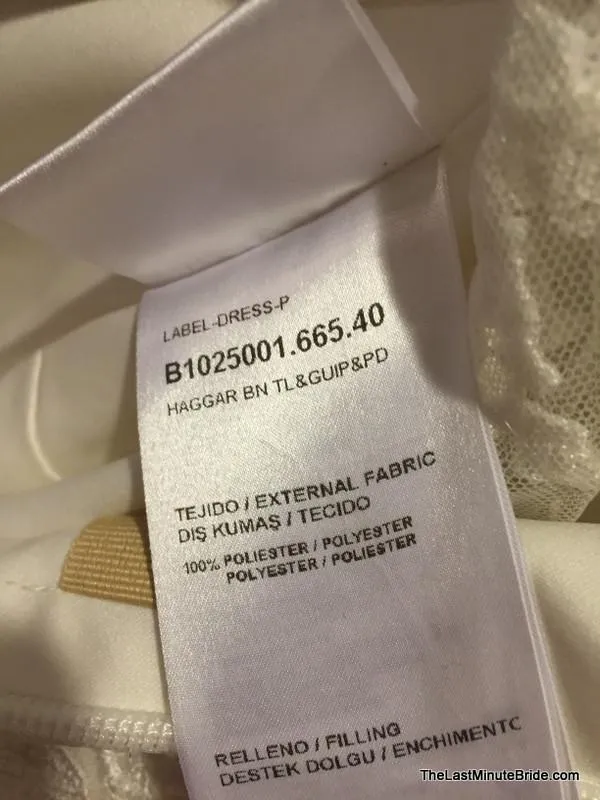 LABEL-DRESS-P
B1025001.665.40
HAGGAR BN TL&GUIP&PD
TEJIDO / EXTERNAL FABRIC
DIŞ KUMAŞ / TECIDO
100% POLIESTER / POLYESTER
POLYESTER / POLIESTER
RELLENO / FILLING
DESTEK DOLGU / ENCHIMENTO
TheLastMinuteBride.com